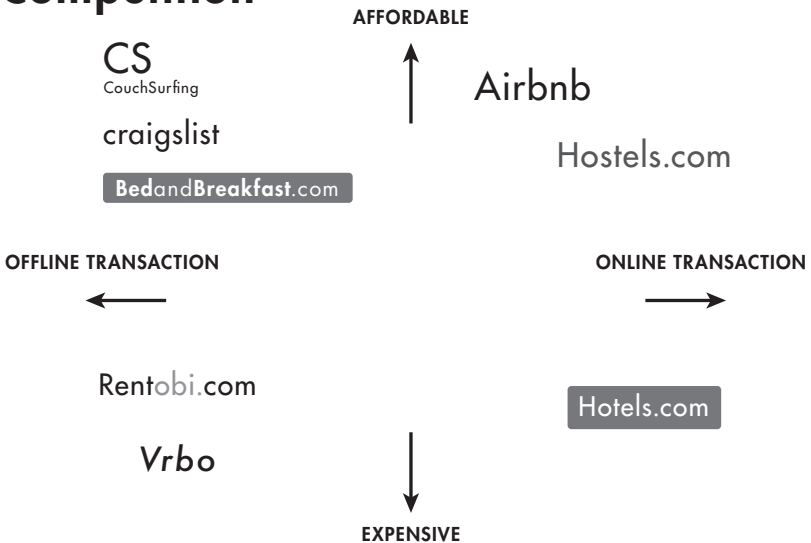 Competition
AFFORDABLE
CS
CouchSurfing
Airbnb
craigslist
Hostels.com
BedandBreakfast.com
OFFLINE TRANSACTION
ONLINE TRANSACTION
Rentobi.com
Hotels.com
Vrbo
EXPENSIVE